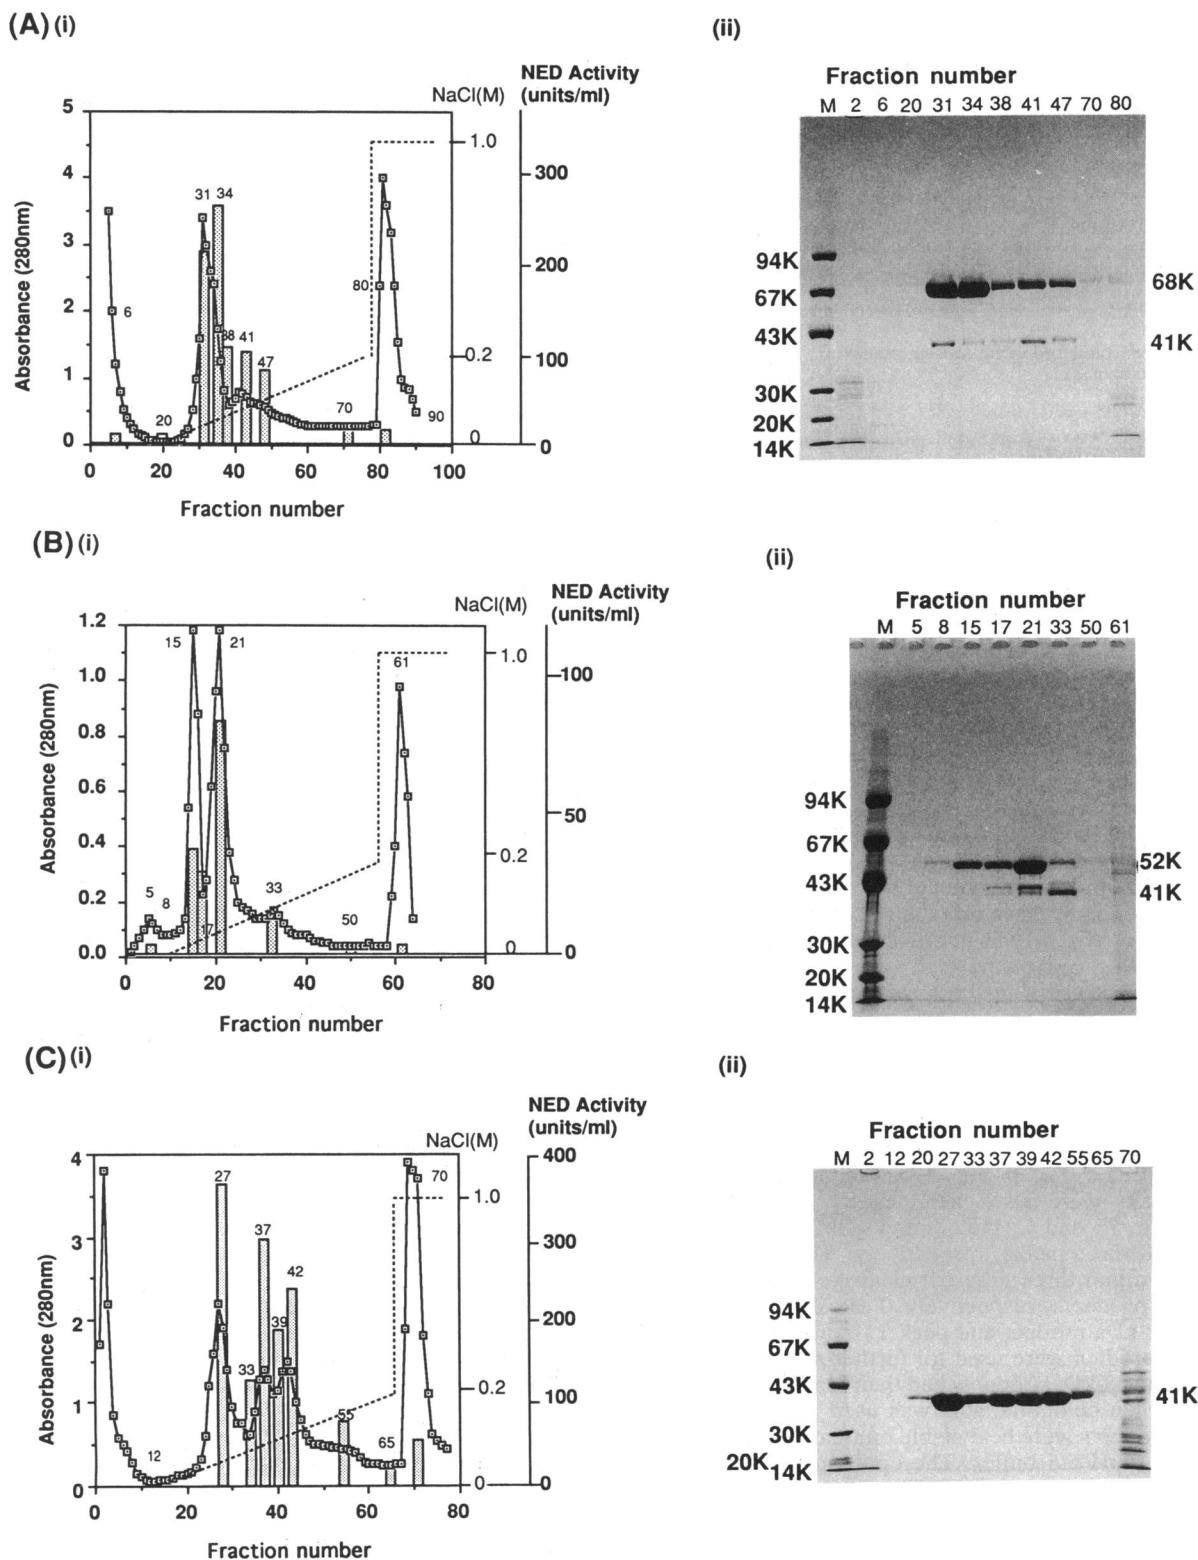 (A) (i)
(ii)
NED Activity
(units/ml)
NaCl(M)
Absorbance (280nm)
5
4
3
2
1
0
6
20
31
34
38
41
47
70
80
90
1.0
0.2
0
300
200
100
0
0 20 40 60 80 100
Fraction number
Fraction number
M 2 6 20 31 34 38 41 47 70 80
94K
67K
43K
30K
20K
14K
68K
41K
(B) (i)
(ii)
NED Activity
(units/ml)
NaCl(M)
Absorbance (280nm)
1.2
1.0
0.8
0.6
0.4
0.2
0.0
5
8
15
17
21
33
50
61
1.0
0.2
0
100
50
0
0 20 40 60 80
Fraction number
Fraction number
M 5 8 15 17 21 33 50 61
94K
67K
43K
30K
20K
14K
52K
41K
(C) (i)
(ii)
NED Activity
(units/ml)
NaCl(M)
Absorbance (280nm)
4
3
2
1
0
12
27
33
37
39
42
55
65
70
1.0
0.2
0
400
300
200
100
0
0 20 40 60 80
Fraction number
Fraction number
M 2 12 20 27 33 37 39 42 55 65 70
94K
67K
43K
30K
20K
14K
41K